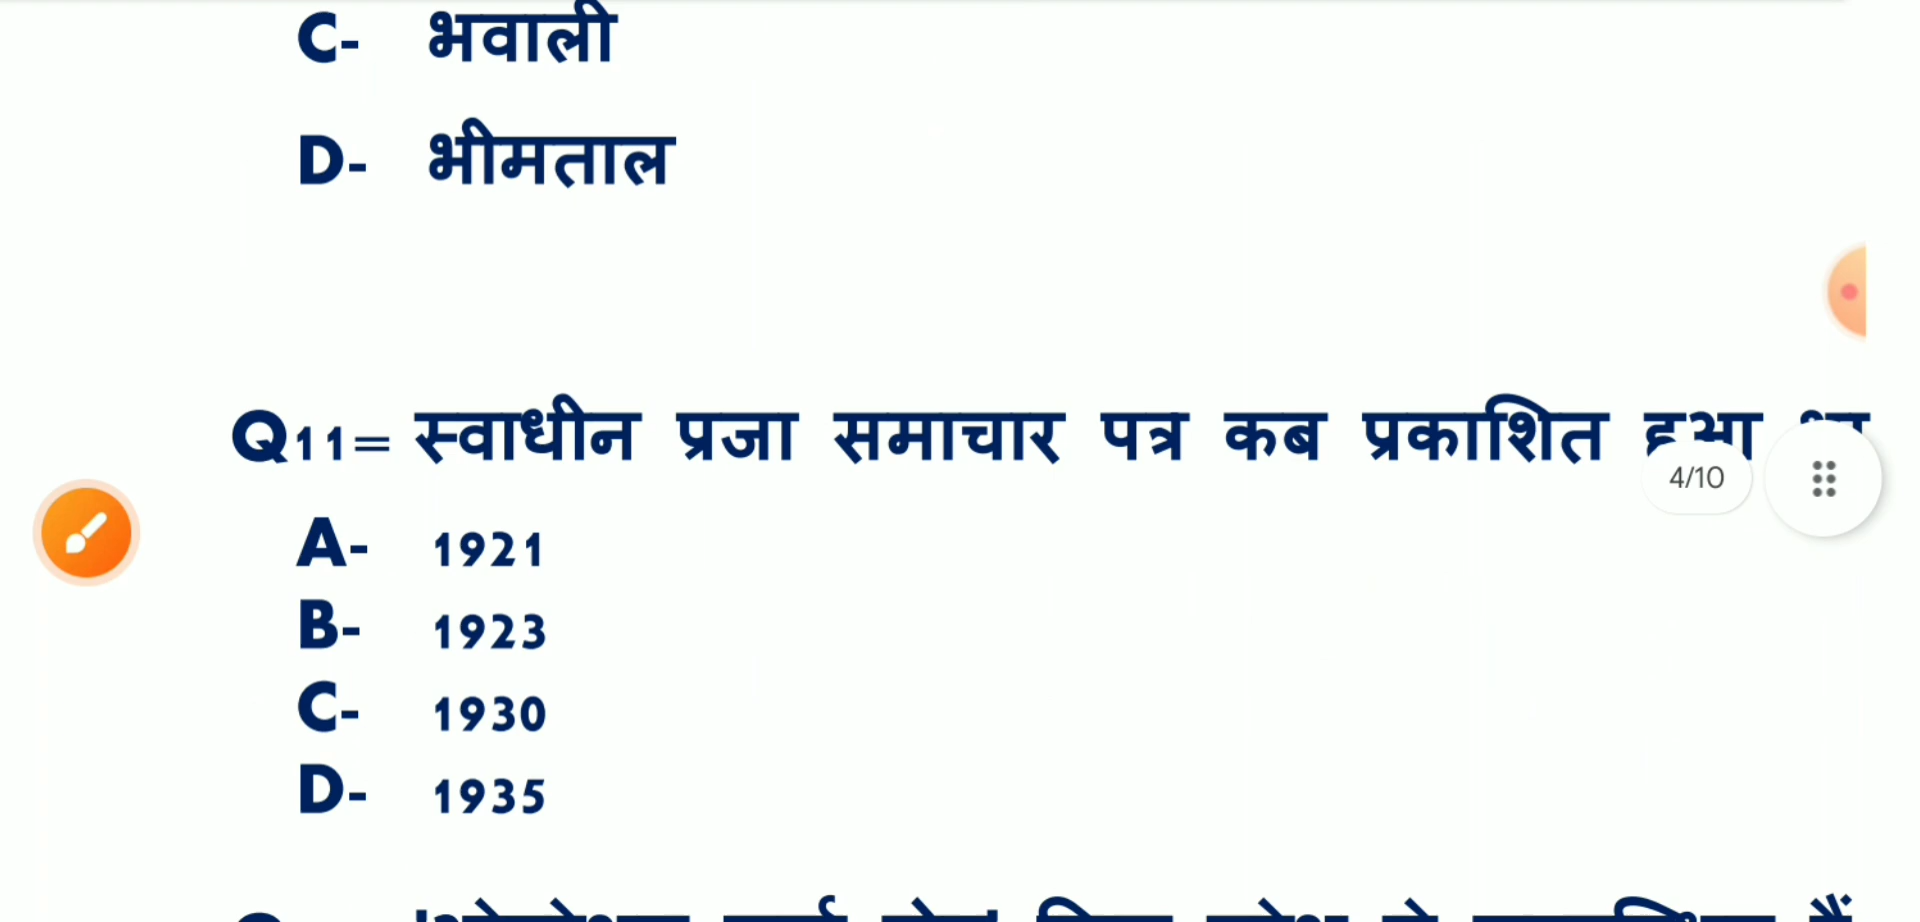 C- भवाली
D- भीमताल
Q11= स्वाधीन प्रजा समाचार पत्र कब प्रकाशित हुआ था
4/10
A- 1921
B- 1923
C- 1930
D- 1935